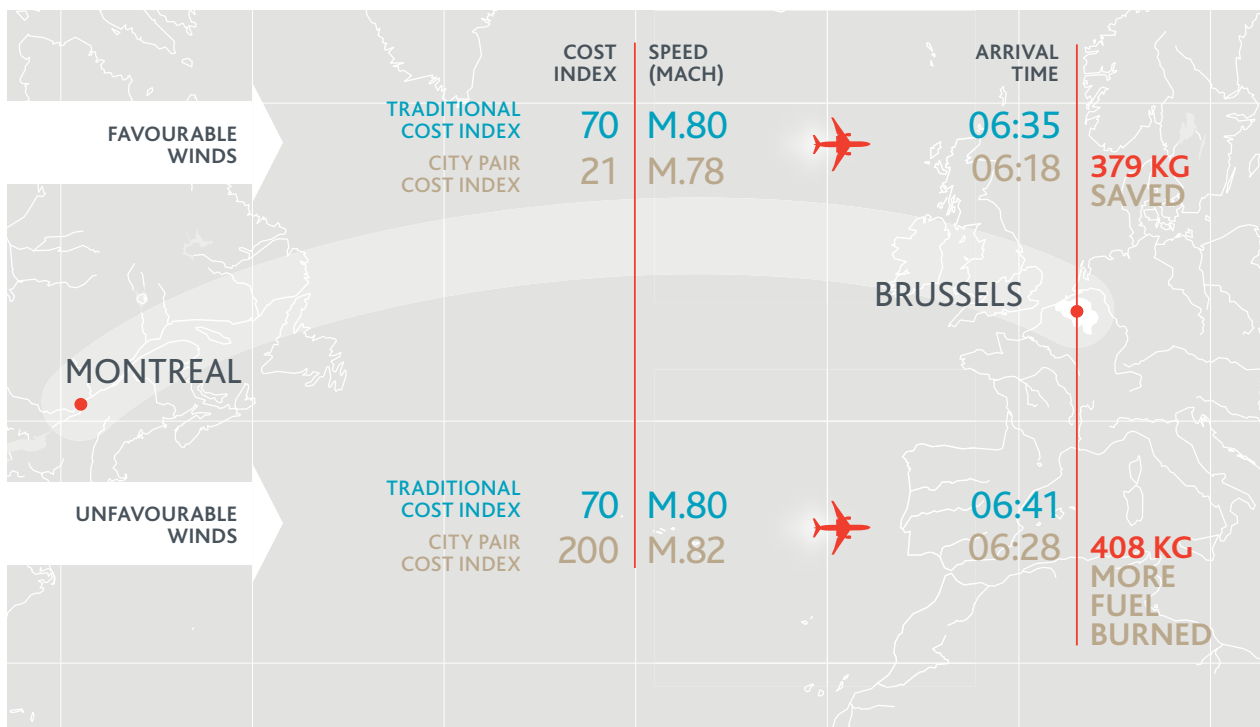 COST
INDEX
SPEED
(MACH)
ARRIVAL
TIME
FAVOURABLE
WINDS
TRADITIONAL
COST INDEX
70
M.80
06:35
CITY PAIR
COST INDEX
21
M.78
06:18
379 KG
SAVED
BRUSSELS
MONTREAL
UNFAVOURABLE
WINDS
TRADITIONAL
COST INDEX
70
M.80
06:41
CITY PAIR
COST INDEX
200
M.82
06:28
408 KG
MORE
FUEL
BURNED